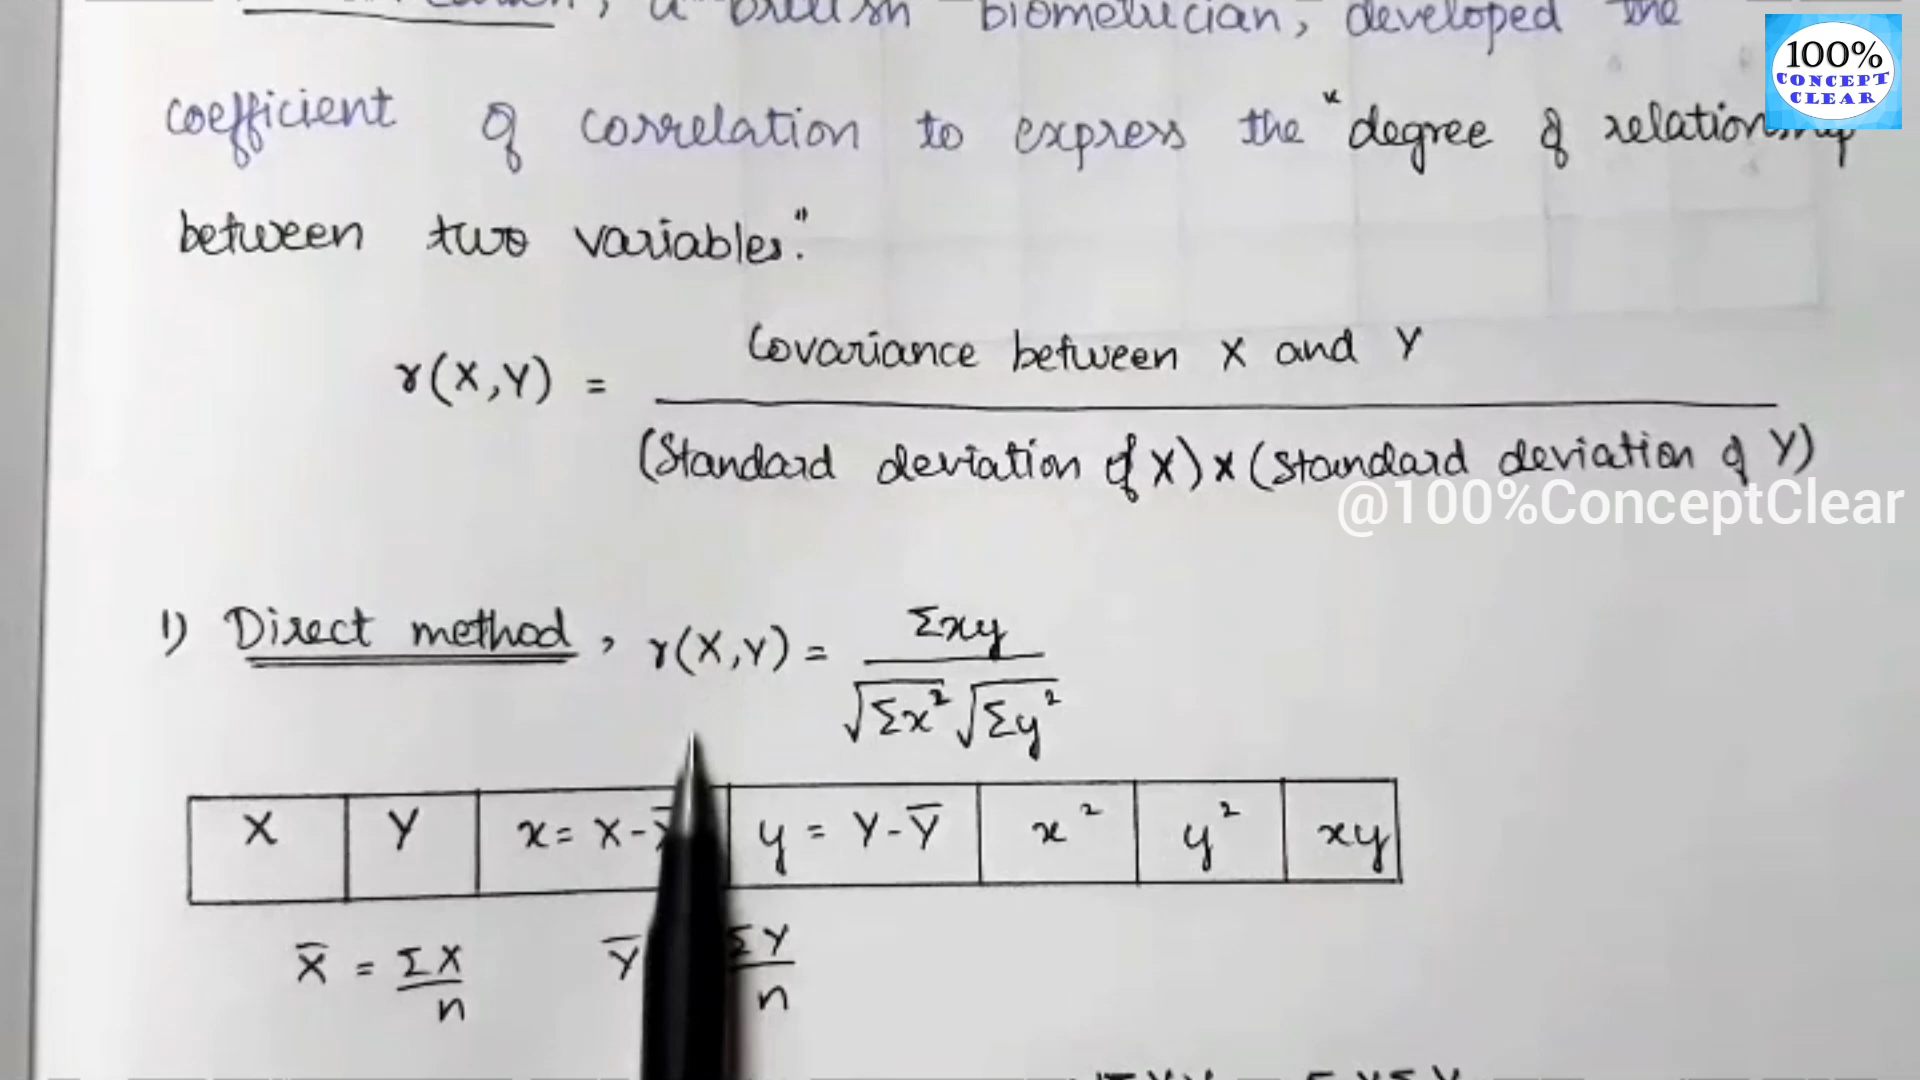 biometrician, developed the
100%
CONCEPT
CLEAR
coefficient of correlation to express the "degree of relationship
between two variables."
r(X,Y) = Covariance between X and Y
(Standard deviation of X) × (Standard deviation of Y)
@100%ConceptClear
1) Direct method, r(X,Y) = Σxy
√Σx² √Σy²
X Y x = X - y = Y - Ȳ x² y² xy
X̄ = ΣX Ȳ ΣY
n n